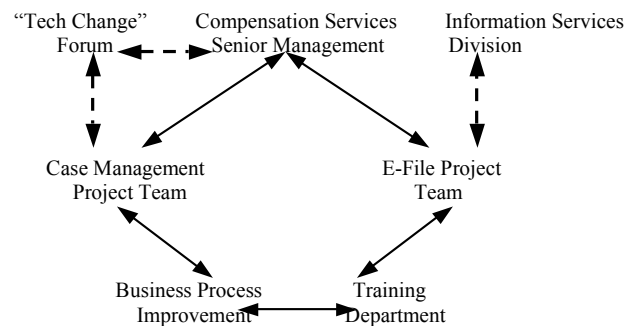 “Tech Change”
Forum
Compensation Services
Senior Management
Information Services
Division
Case Management
Project Team
E-File Project
Team
Business Process
Improvement
Training
Department